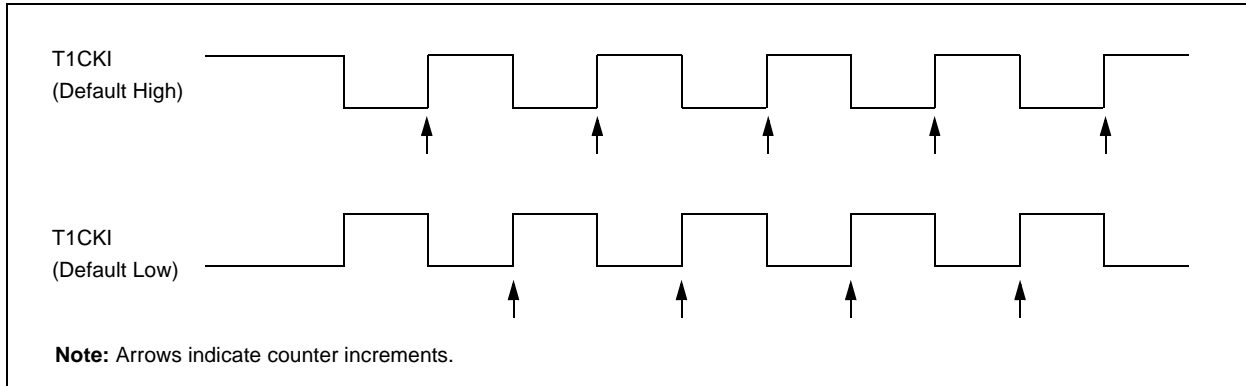 T1CKI
(Default High)
T1CKI
(Default Low)
Note: Arrows indicate counter increments.